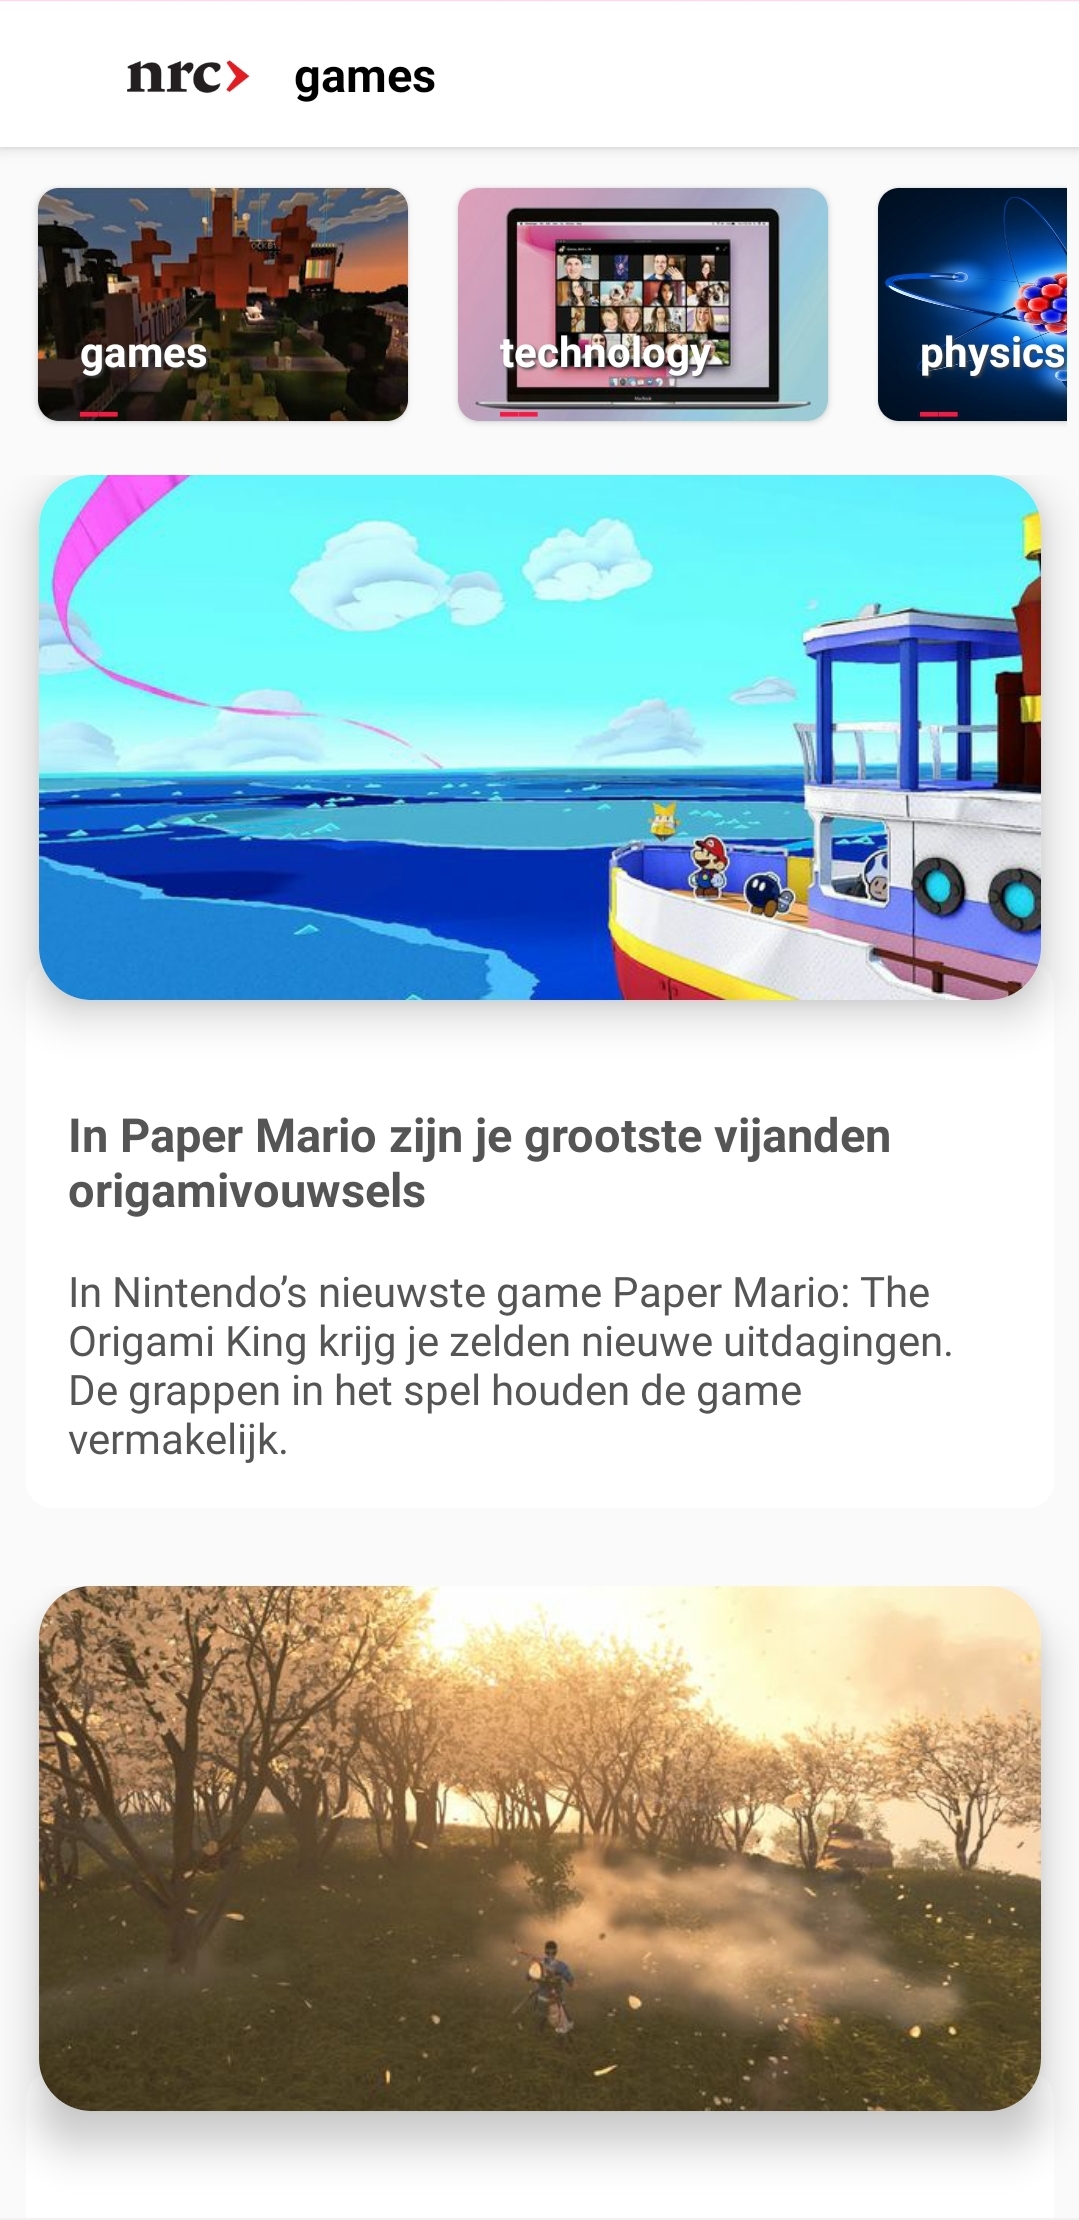 nrc> games
games
technology
physics
In Paper Mario zijn je grootste vijanden
origamivouwsels
In Nintendo’s nieuwste game Paper Mario: The
Origami King krijg je zelden nieuwe uitdagingen.
De grappen in het spel houden de game
vermakelijk.